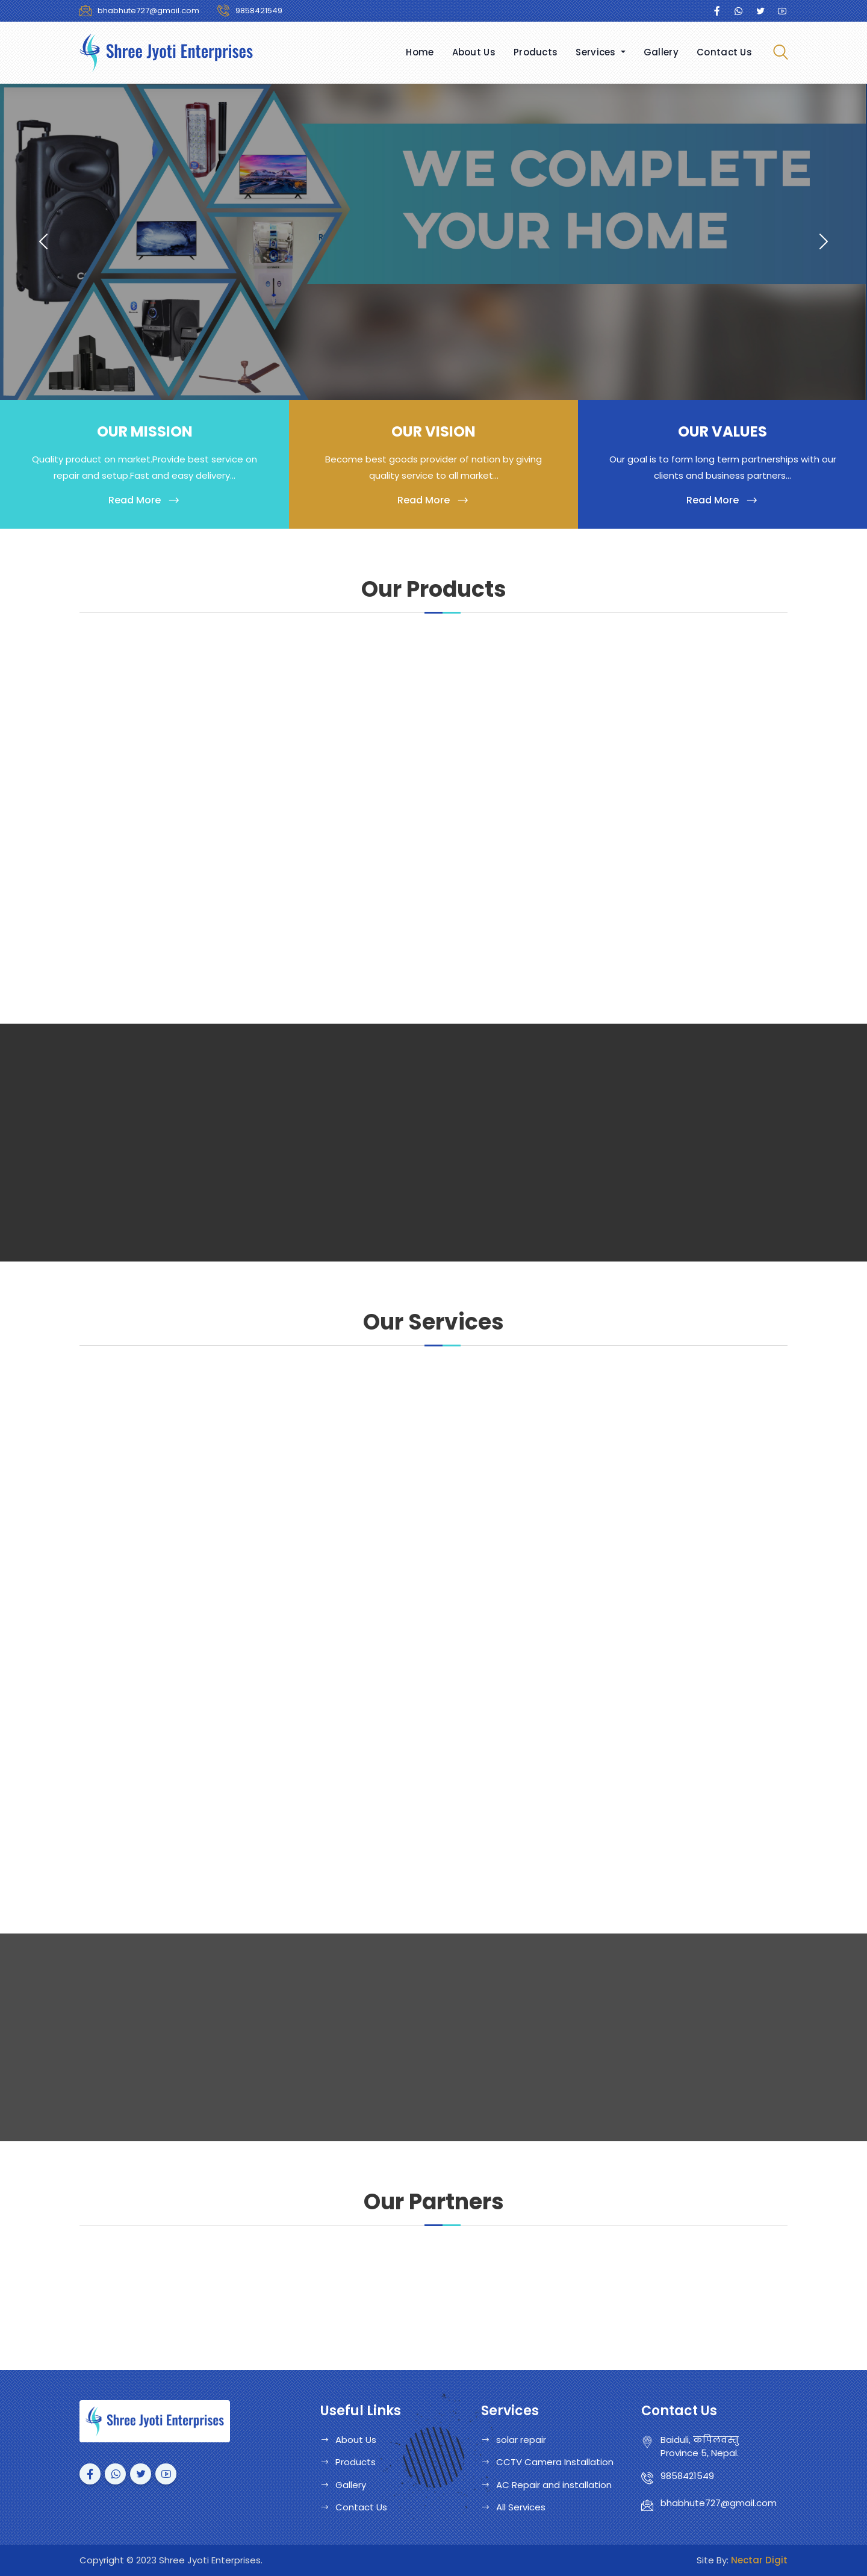 bhabhute727@gmail.com 9858421549
Shree Jyoti Enterprises
Home About Us Products Services Gallery Contact Us
WE COMPLETE
YOUR HOME
OUR MISSION
Quality product on market.Provide best service on
repair and setup.Fast and easy delivery...
Read More
OUR VISION
Become best goods provider of nation by giving
quality service to all market...
Read More
OUR VALUES
Our goal is to form long term partnerships with our
clients and business partners...
Read More
Our Products
Our Services
Our Partners
Shree Jyoti Enterprises
Useful Links
About Us
Products
Gallery
Contact Us
Services
solar repair
CCTV Camera Installation
AC Repair and installation
All Services
Contact Us
Baiduli, कपिलवस्तु
Province 5, Nepal.
9858421549
bhabhute727@gmail.com
Copyright © 2023 Shree Jyoti Enterprises.
Site By: Nectar Digit